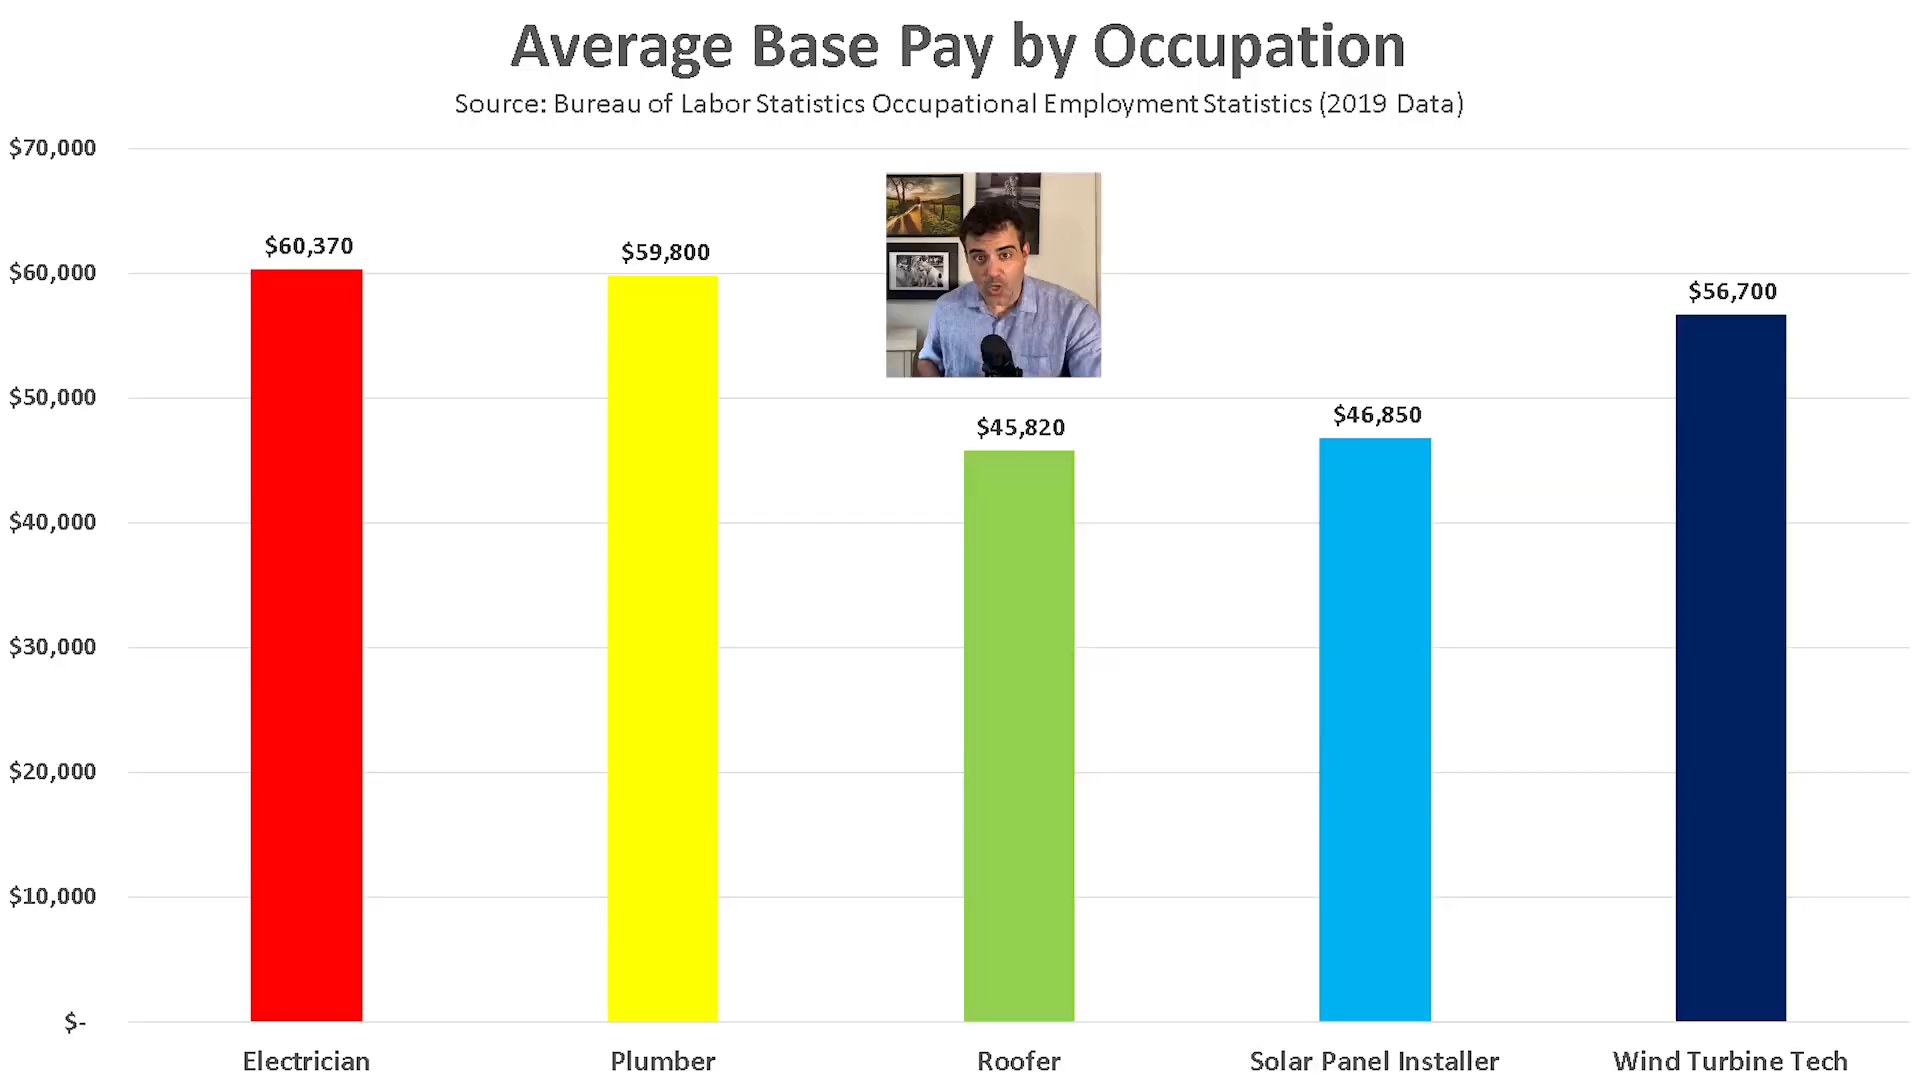 Average Base Pay by Occupation
Source: Bureau of Labor Statistics Occupational Employment Statistics (2019 Data)
$70,000
$60,000
$50,000
$40,000
$30,000
$20,000
$10,000
$-
$60,370
$59,800
$45,820
$46,850
$56,700
Electrician
Plumber
Roofer
Solar Panel Installer
Wind Turbine Tech